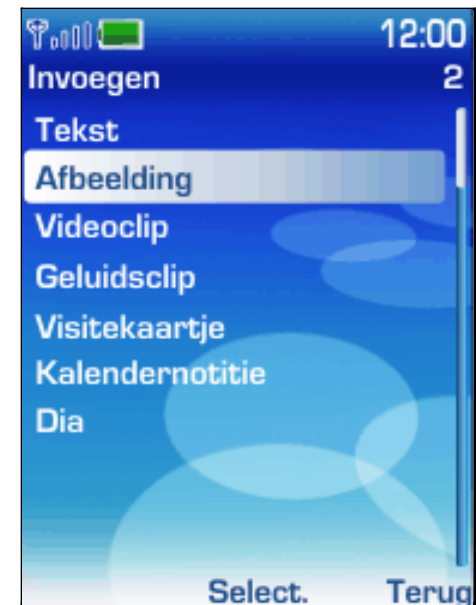 12:00
Invoegen 2
Tekst
Afbeelding
Videoclip
Geluidsclip
Visitekaartje
Kalendernotitie
Dia
Select. Terug